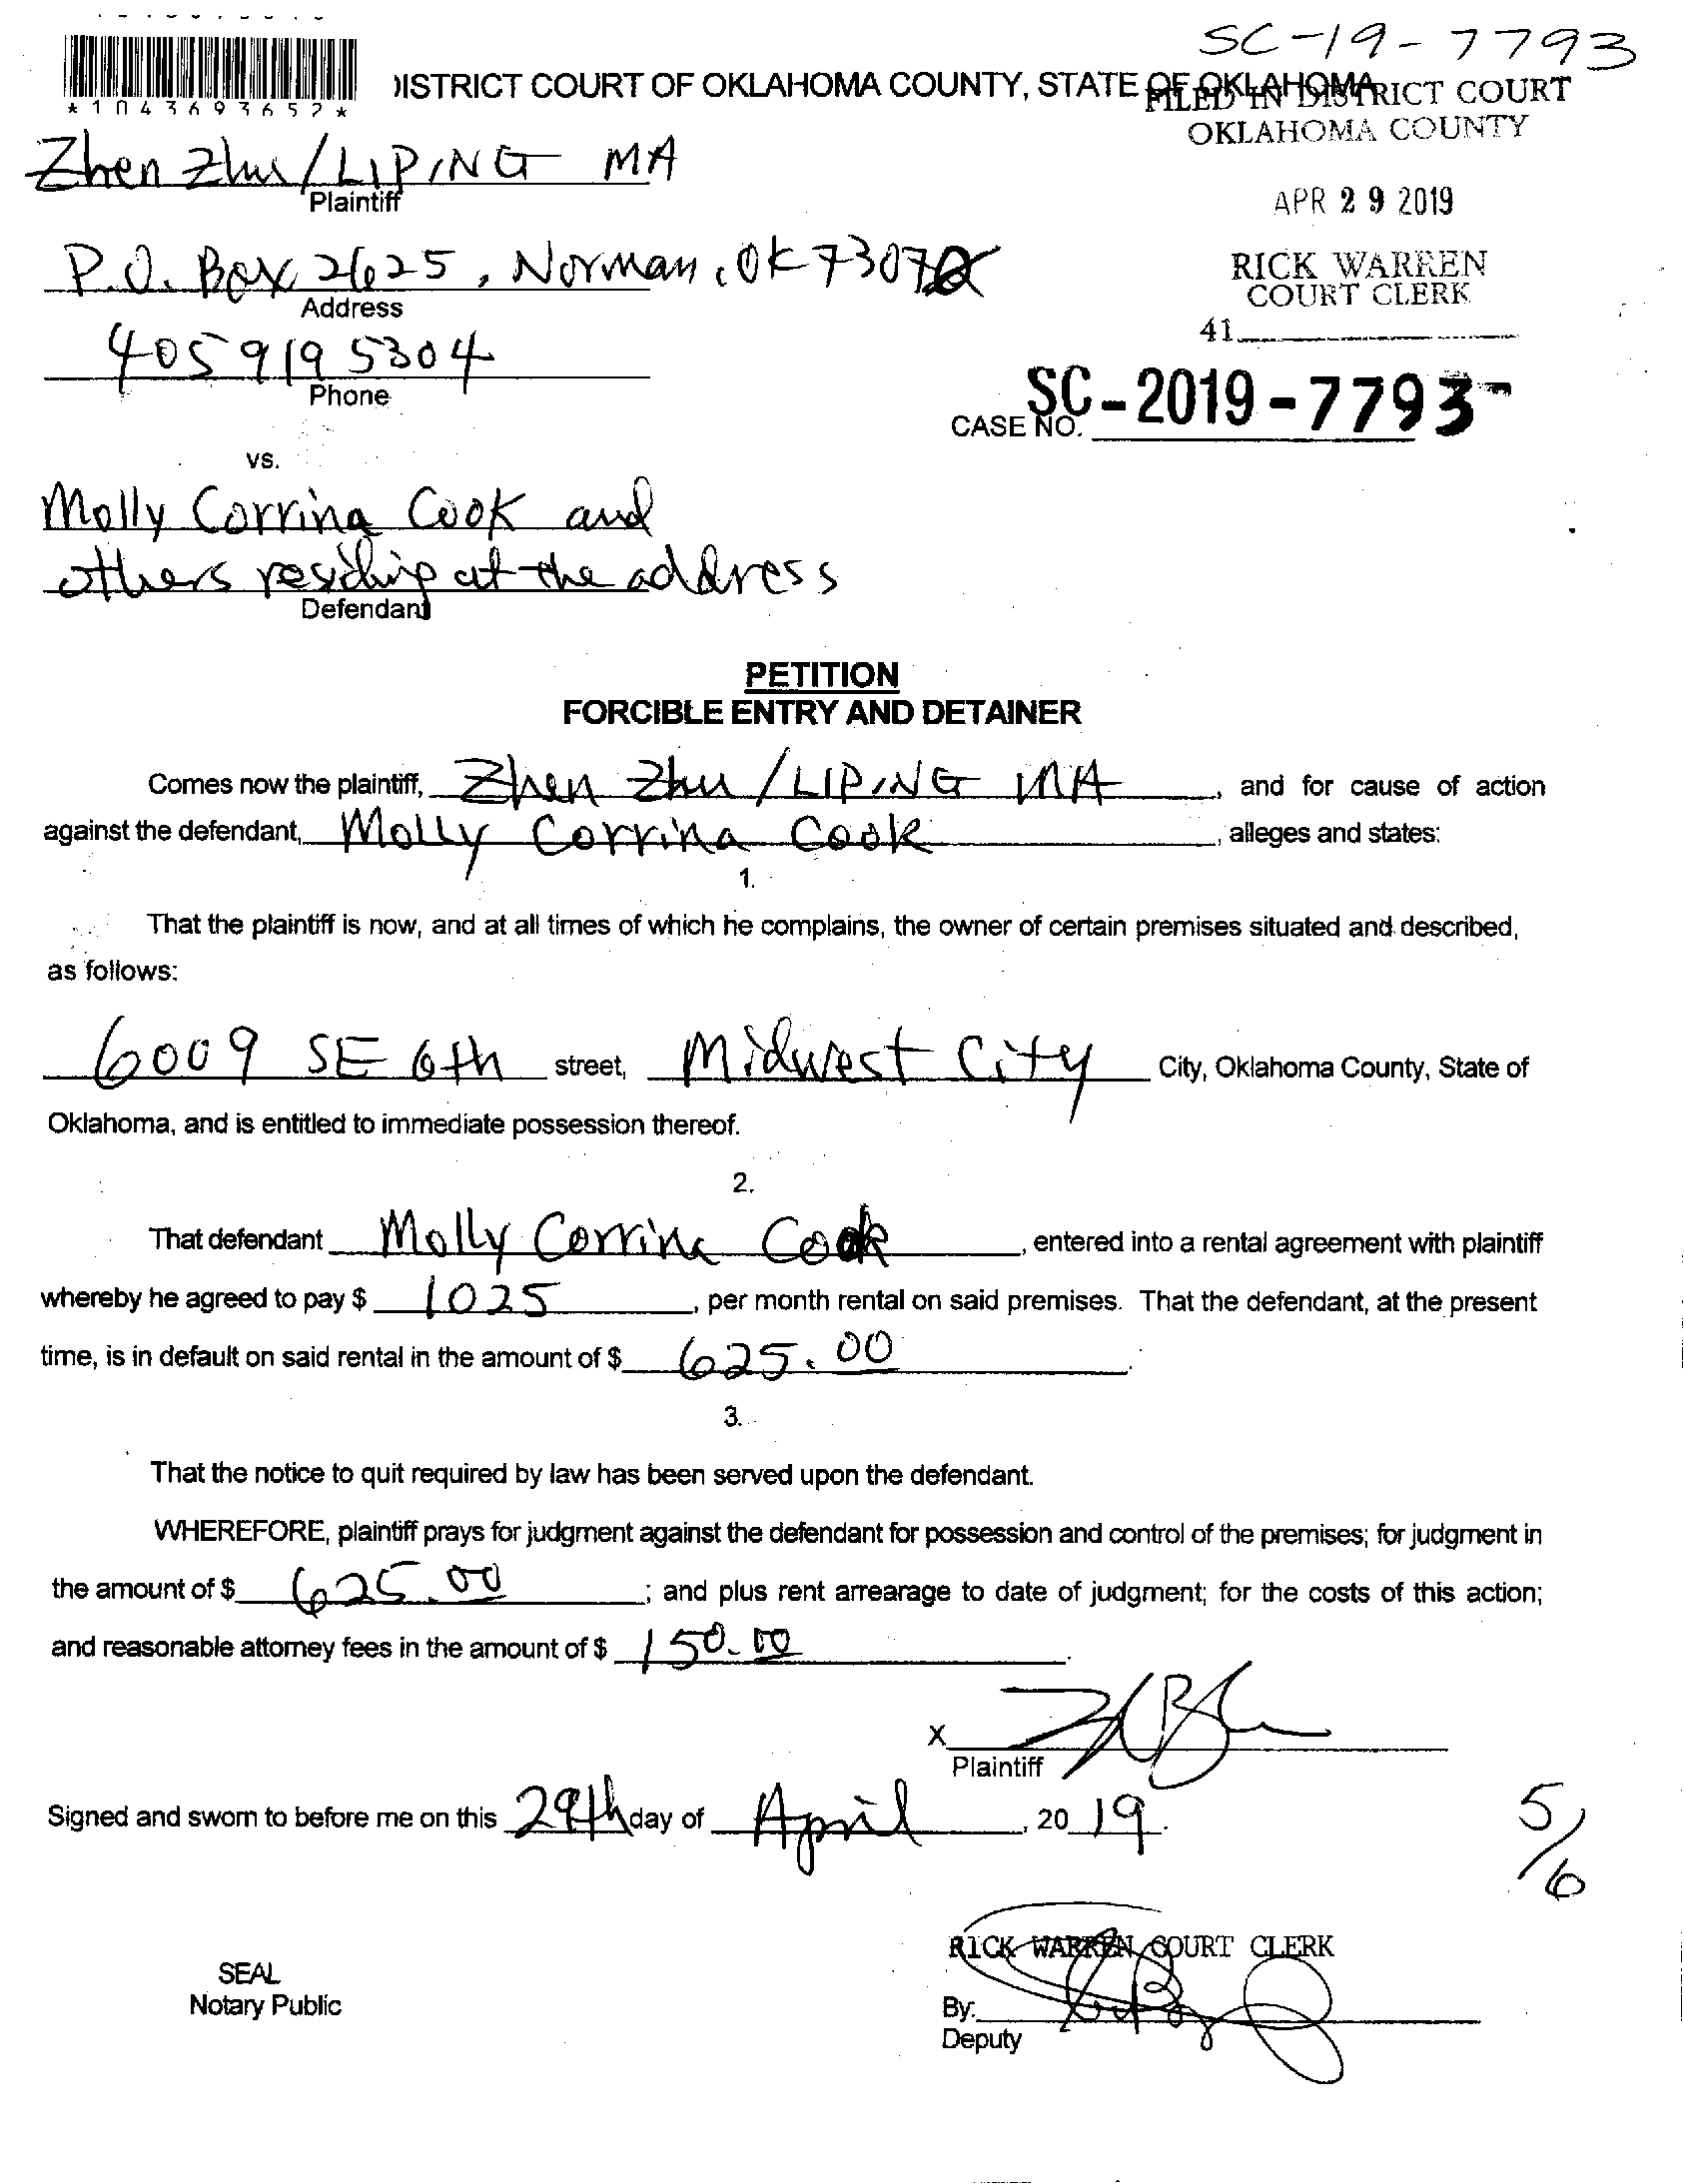 SC-19-7793
*1043693652*
DISTRICT COURT OF OKLAHOMA COUNTY, STATE OF OKLAHOMA
FILED IN DISTRICT COURT
OKLAHOMA COUNTY
Zhen Zhu/LIPING MA
Plaintiff
APR 29 2019
P.O. Box 2625, Norman, OK 7307
Address
RICK WARREN
COURT CLERK
41
405 919 5304
Phone
CASE NO. SC-2019-7793
vs.
Molly Corrina Cook and
others residing at the address
Defendant
PETITION
FORCIBLE ENTRY AND DETAINER
Comes now the plaintiff, Zhen Zhu/LIPING MA, and for cause of action
against the defendant, Molly Corrina Cook, alleges and states:
1.
That the plaintiff is now, and at all times of which he complains, the owner of certain premises situated and described,
as follows:
6009 SE 6th street, Midwest City City, Oklahoma County, State of
Oklahoma, and is entitled to immediate possession thereof.
2.
That defendant Molly Corrina Cook, entered into a rental agreement with plaintiff
whereby he agreed to pay $ 1025, per month rental on said premises. That the defendant, at the present
time, is in default on said rental in the amount of $ 625.00.
3.
That the notice to quit required by law has been served upon the defendant.
WHEREFORE, plaintiff prays for judgment against the defendant for possession and control of the premises; for judgment in
the amount of $ 625.00; and plus rent arrearage to date of judgment; for the costs of this action;
and reasonable attorney fees in the amount of $ 150.00.
X
Plaintiff
Signed and sworn to before me on this 29th day of April, 2019.
5/6
RICK WARREN COURT CLERK
SEAL
Notary Public
By:
Deputy